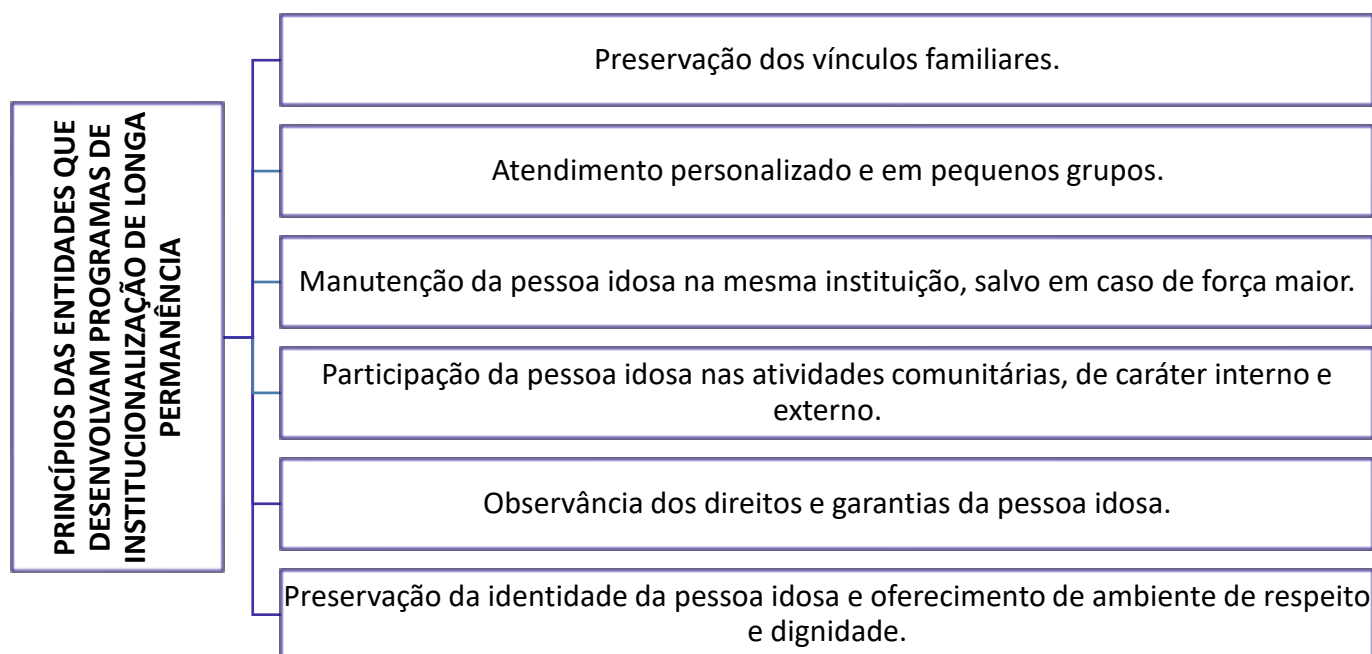 PRINCÍPIOS DAS ENTIDADES QUE
DESENVOLVAM PROGRAMAS DE
INSTITUCIONALIZAÇÃO DE LONGA
PERMANÊNCIA
Preservação dos vínculos familiares.
Atendimento personalizado e em pequenos grupos.
Manutenção da pessoa idosa na mesma instituição, salvo em caso de força maior.
Participação da pessoa idosa nas atividades comunitárias, de caráter interno e
externo.
Observância dos direitos e garantias da pessoa idosa.
Preservação da identidade da pessoa idosa e oferecimento de ambiente de respeito
e dignidade.